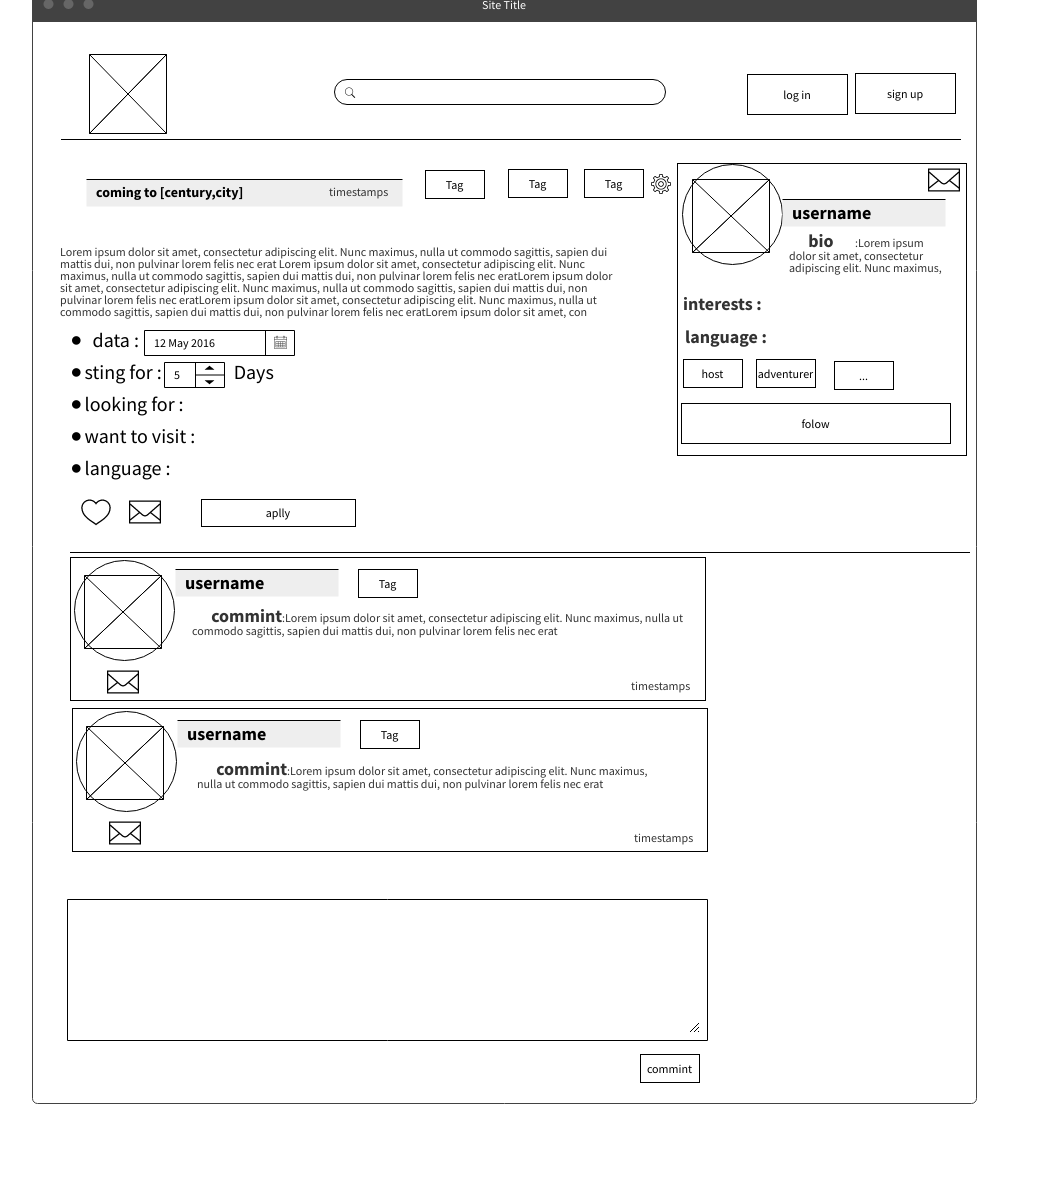 Site Title
log in
sign up
coming to [century,city]
timestamps
Tag
Tag
Tag
username
bio :Lorem ipsum
dolor sit amet, consectetur
adipiscing elit. Nunc maximus,
interests :
language :
host
adventurer
...
folow
Lorem ipsum dolor sit amet, consectetur adipiscing elit. Nunc maximus, nulla ut commodo sagittis, sapien dui
mattis dui, non pulvinar lorem felis nec erat Lorem ipsum dolor sit amet, consectetur adipiscing elit. Nunc
maximus, nulla ut commodo sagittis, sapien dui mattis dui, non pulvinar lorem felis nec eratLorem ipsum dolor
sit amet, consectetur adipiscing elit. Nunc maximus, nulla ut commodo sagittis, sapien dui mattis dui, non
pulvinar lorem felis nec eratLorem ipsum dolor sit amet, consectetur adipiscing elit. Nunc maximus, nulla ut
commodo sagittis, sapien dui mattis dui, non pulvinar lorem felis nec eratLorem ipsum dolor sit amet, con
data : 12 May 2016
sting for : 5 Days
looking for :
want to visit :
language :
aplly
username
Tag
commint:Lorem ipsum dolor sit amet, consectetur adipiscing elit. Nunc maximus, nulla ut
commodo sagittis, sapien dui mattis dui, non pulvinar lorem felis nec erat
timestamps
username
Tag
commint:Lorem ipsum dolor sit amet, consectetur adipiscing elit. Nunc maximus,
nulla ut commodo sagittis, sapien dui mattis dui, non pulvinar lorem felis nec erat
timestamps
commint